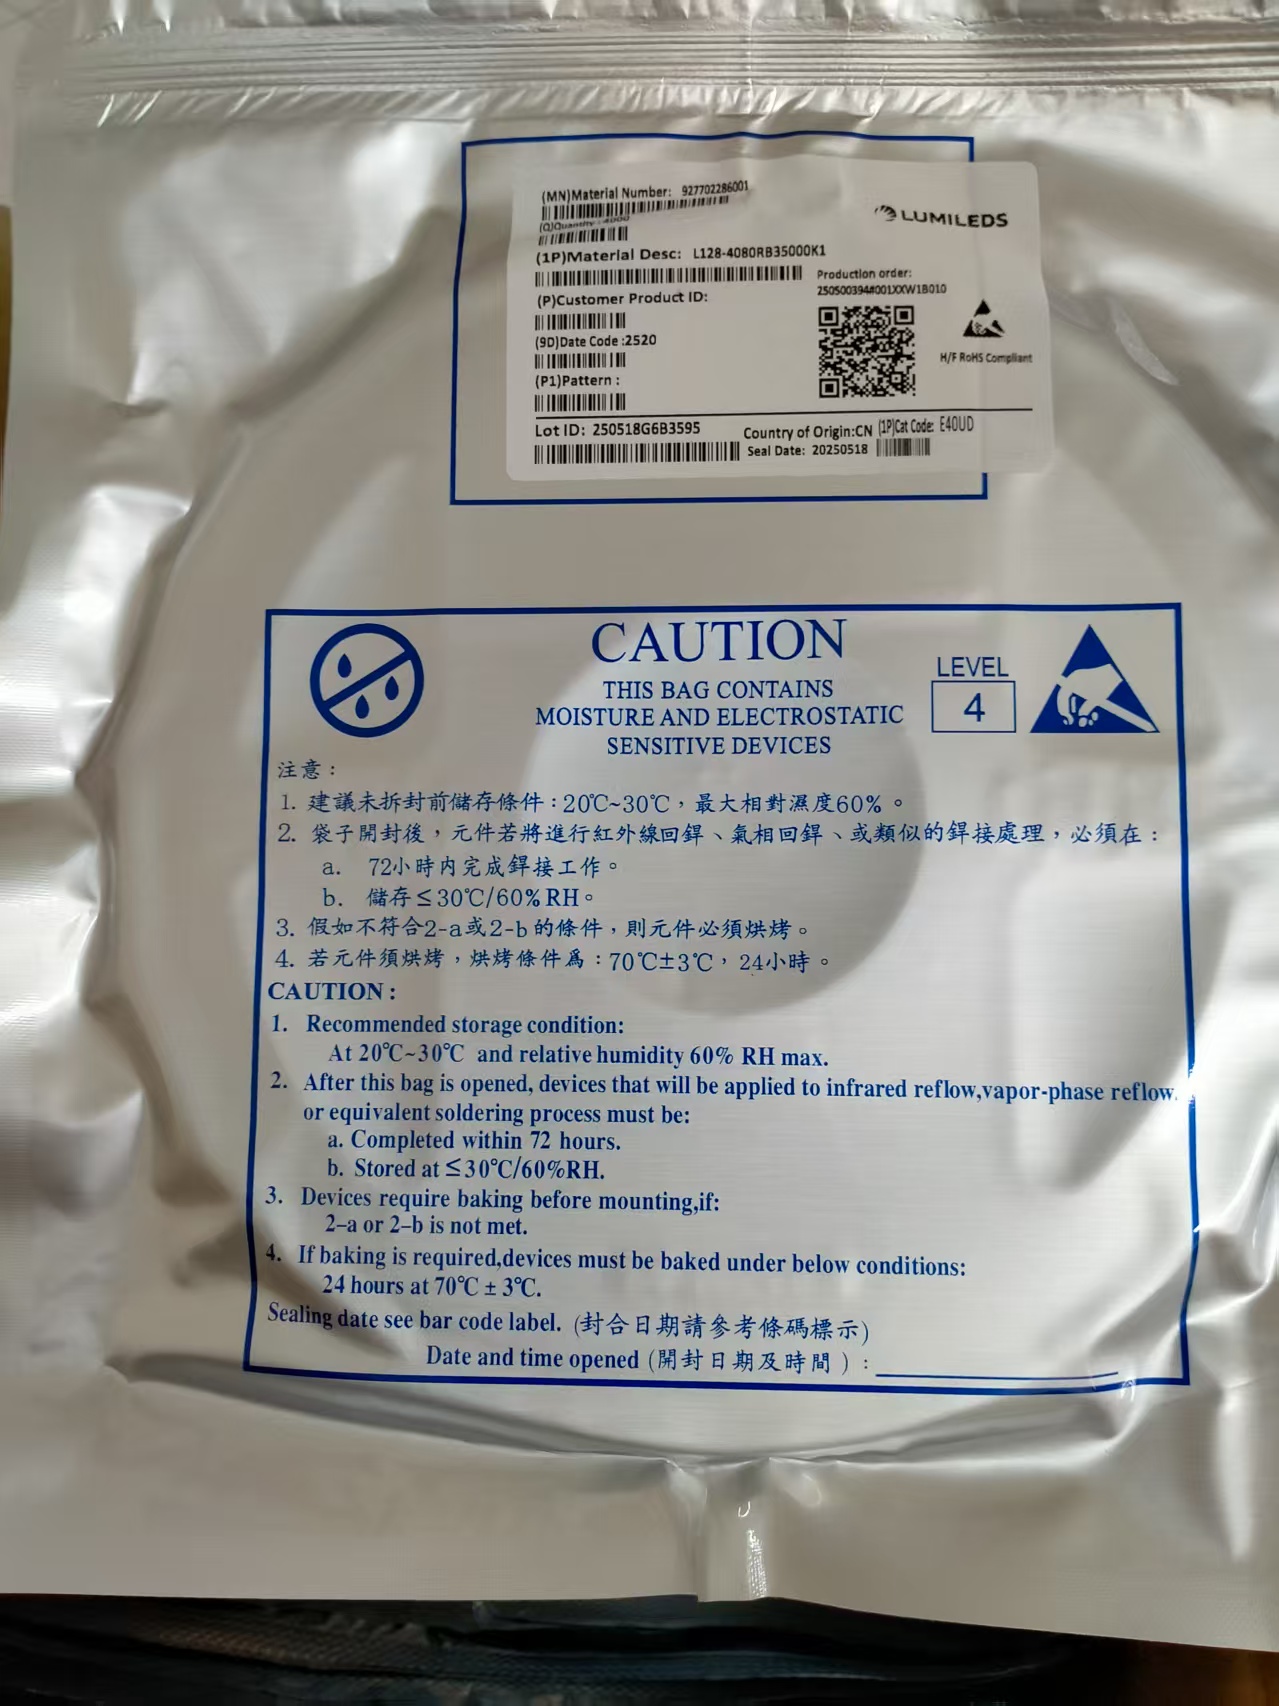 (MN)Material Number: 927702286001
(Q)Quantity : 4000
LUMILEDS
(1P)Material Desc: L128-4080RB35000K1
Production order:
250500394#001XXW1B010
(P)Customer Product ID:
(9D)Date Code :2520
H/F RoHS Compliant
(P1)Pattern :
Lot ID: 250518G6B3595
Country of Origin:CN (1P)Cat Code: E40UD
Seal Date: 20250518
CAUTION
THIS BAG CONTAINS
MOISTURE AND ELECTROSTATIC
SENSITIVE DEVICES
LEVEL
4
注意：
1. 建議未拆封前儲存條件：20℃~30℃，最大相對濕度60% 。
2. 袋子開封後，元件若將進行紅外線回銲、氣相回銲、或類似的銲接處理，必須在：
a. 72小時內完成銲接工作。
b. 儲存≤30℃/60% RH。
3. 假如不符合2-a或2-b的條件，則元件必須烘烤。
4. 若元件須烘烤，烘烤條件爲：70℃±3℃，24小時。
CAUTION :
1. Recommended storage condition:
At 20℃~30℃ and relative humidity 60% RH max.
2. After this bag is opened, devices that will be applied to infrared reflow,vapor-phase reflow.
or equivalent soldering process must be:
a. Completed within 72 hours.
b. Stored at ≤30℃/60%RH.
3. Devices require baking before mounting,if:
2-a or 2-b is not met.
4. If baking is required,devices must be baked under below conditions:
24 hours at 70℃ ± 3℃.
Sealing date see bar code label. (封合日期請參考條碼標示)
Date and time opened (開封日期及時間 ) :